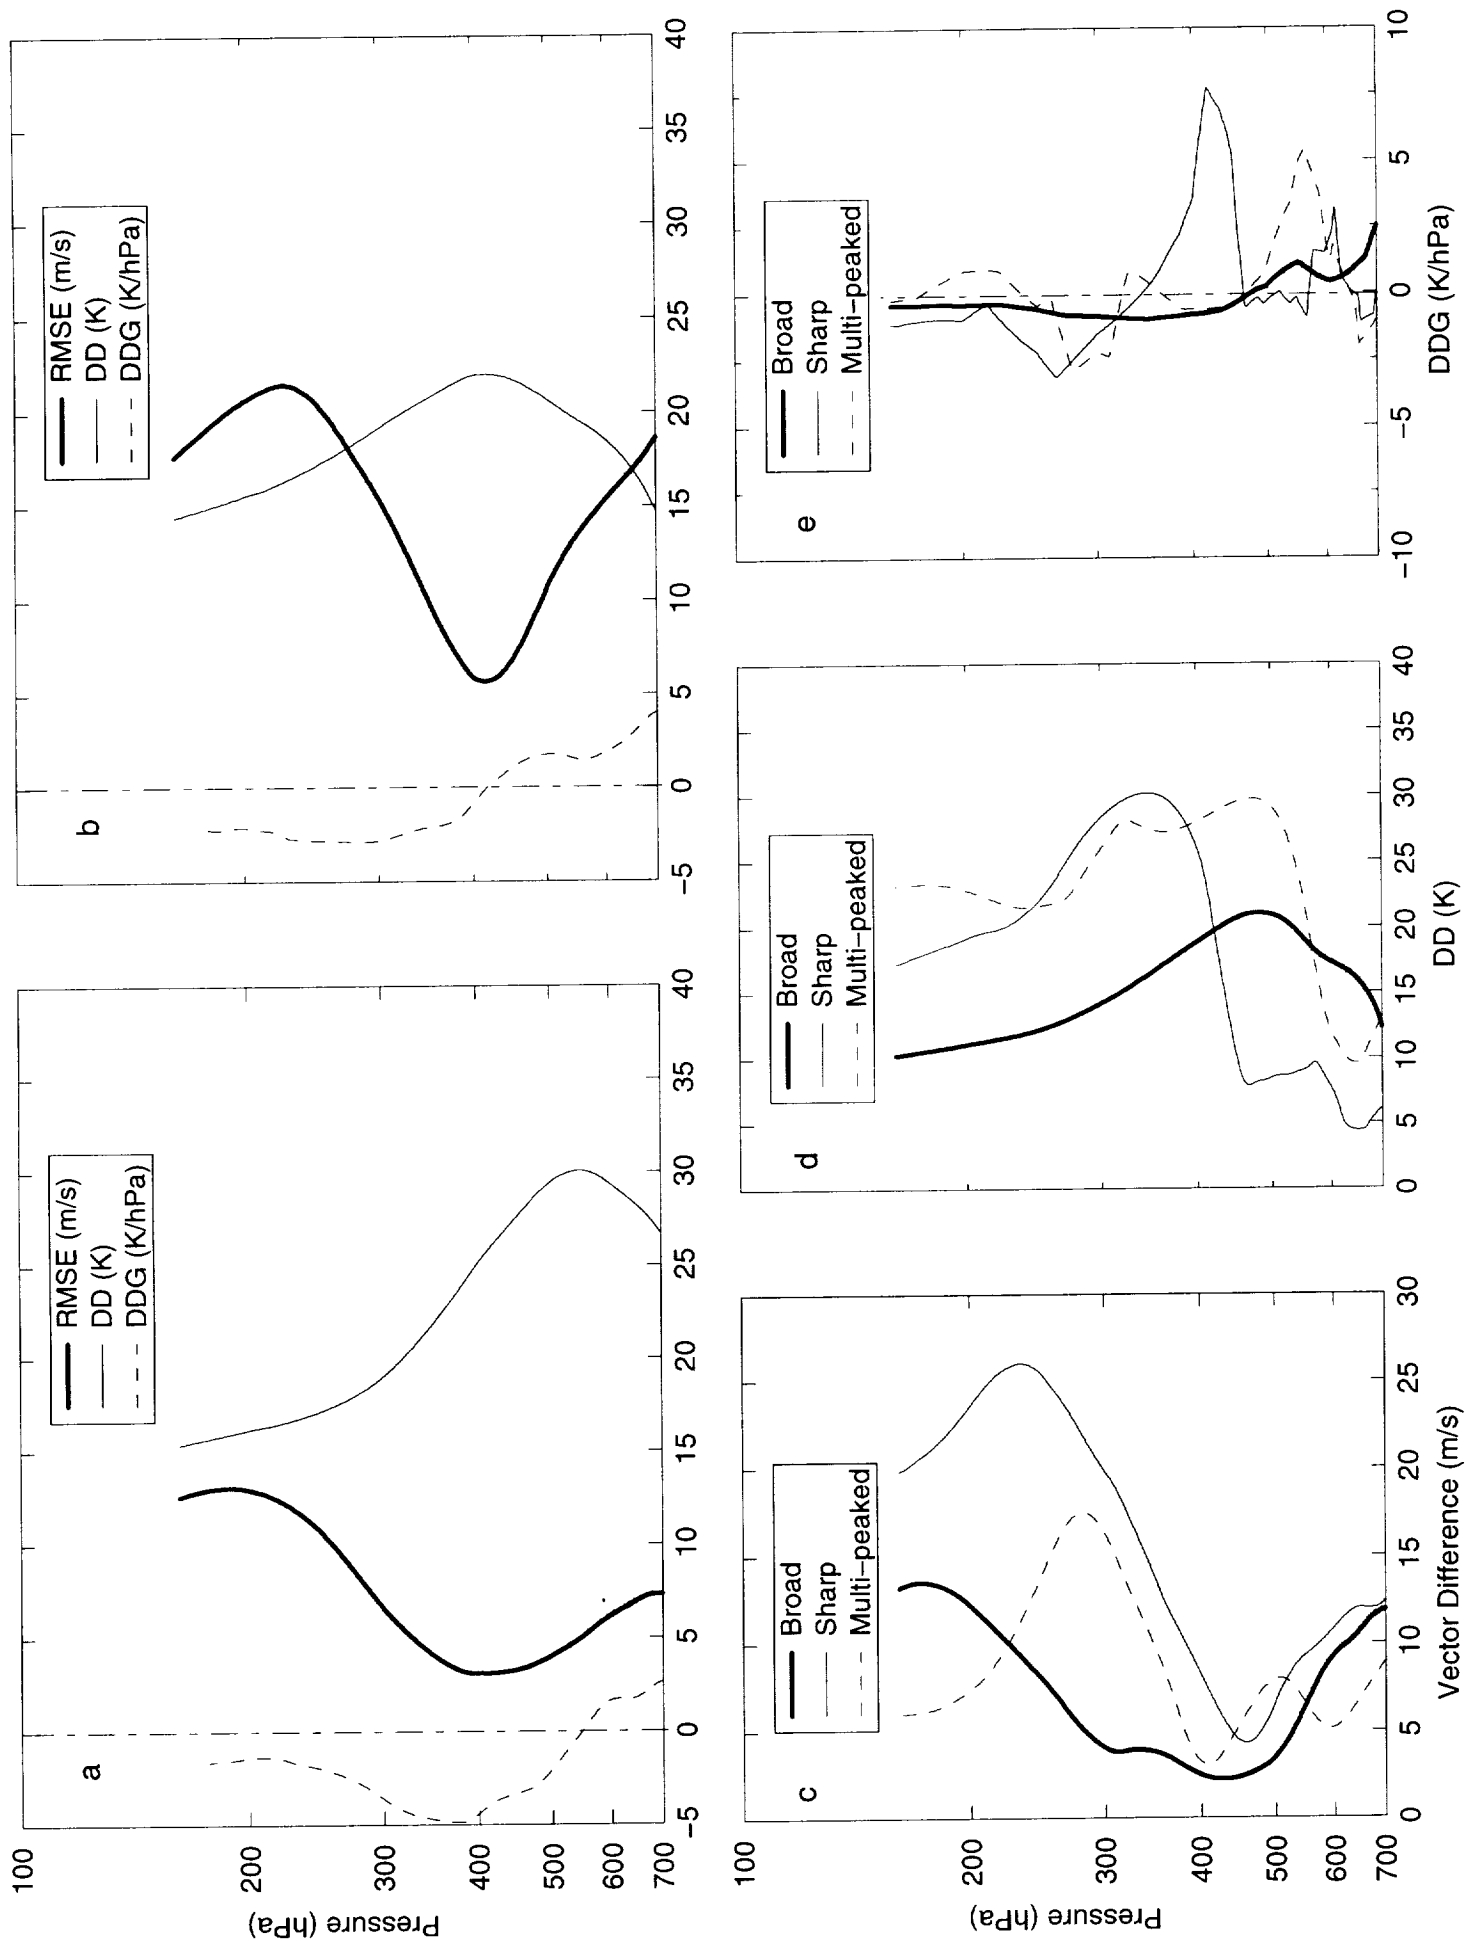 a
RMSE (m/s)
DD (K)
DDG (K/hPa)
Pressure (hPa)
100
200
300
400
500
600
700
−5
0
5
10
15
20
25
30
35
40
b
RMSE (m/s)
DD (K)
DDG (K/hPa)
−5
0
5
10
15
20
25
30
35
40
c
Broad
Sharp
Multi−peaked
Pressure (hPa)
100
200
300
400
500
600
700
0
5
10
15
20
25
30
Vector Difference (m/s)
d
Broad
Sharp
Multi−peaked
0
5
10
15
20
25
30
35
40
DD (K)
e
Broad
Sharp
Multi−peaked
−10
−5
0
5
10
DDG (K/hPa)